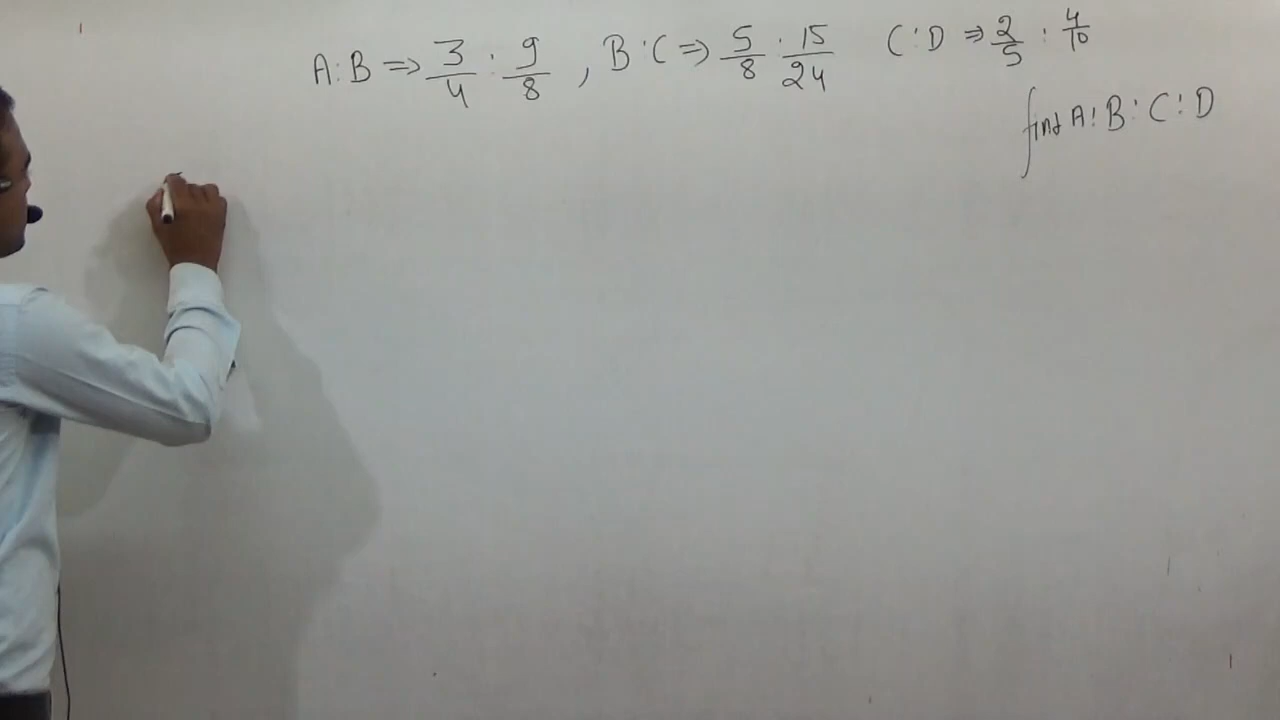 A:B ⇒ 3/4 : 9/8 , B:C ⇒ 5/8 : 15/24 C:D ⇒ 2/5 : 4/10
find A:B:C:D